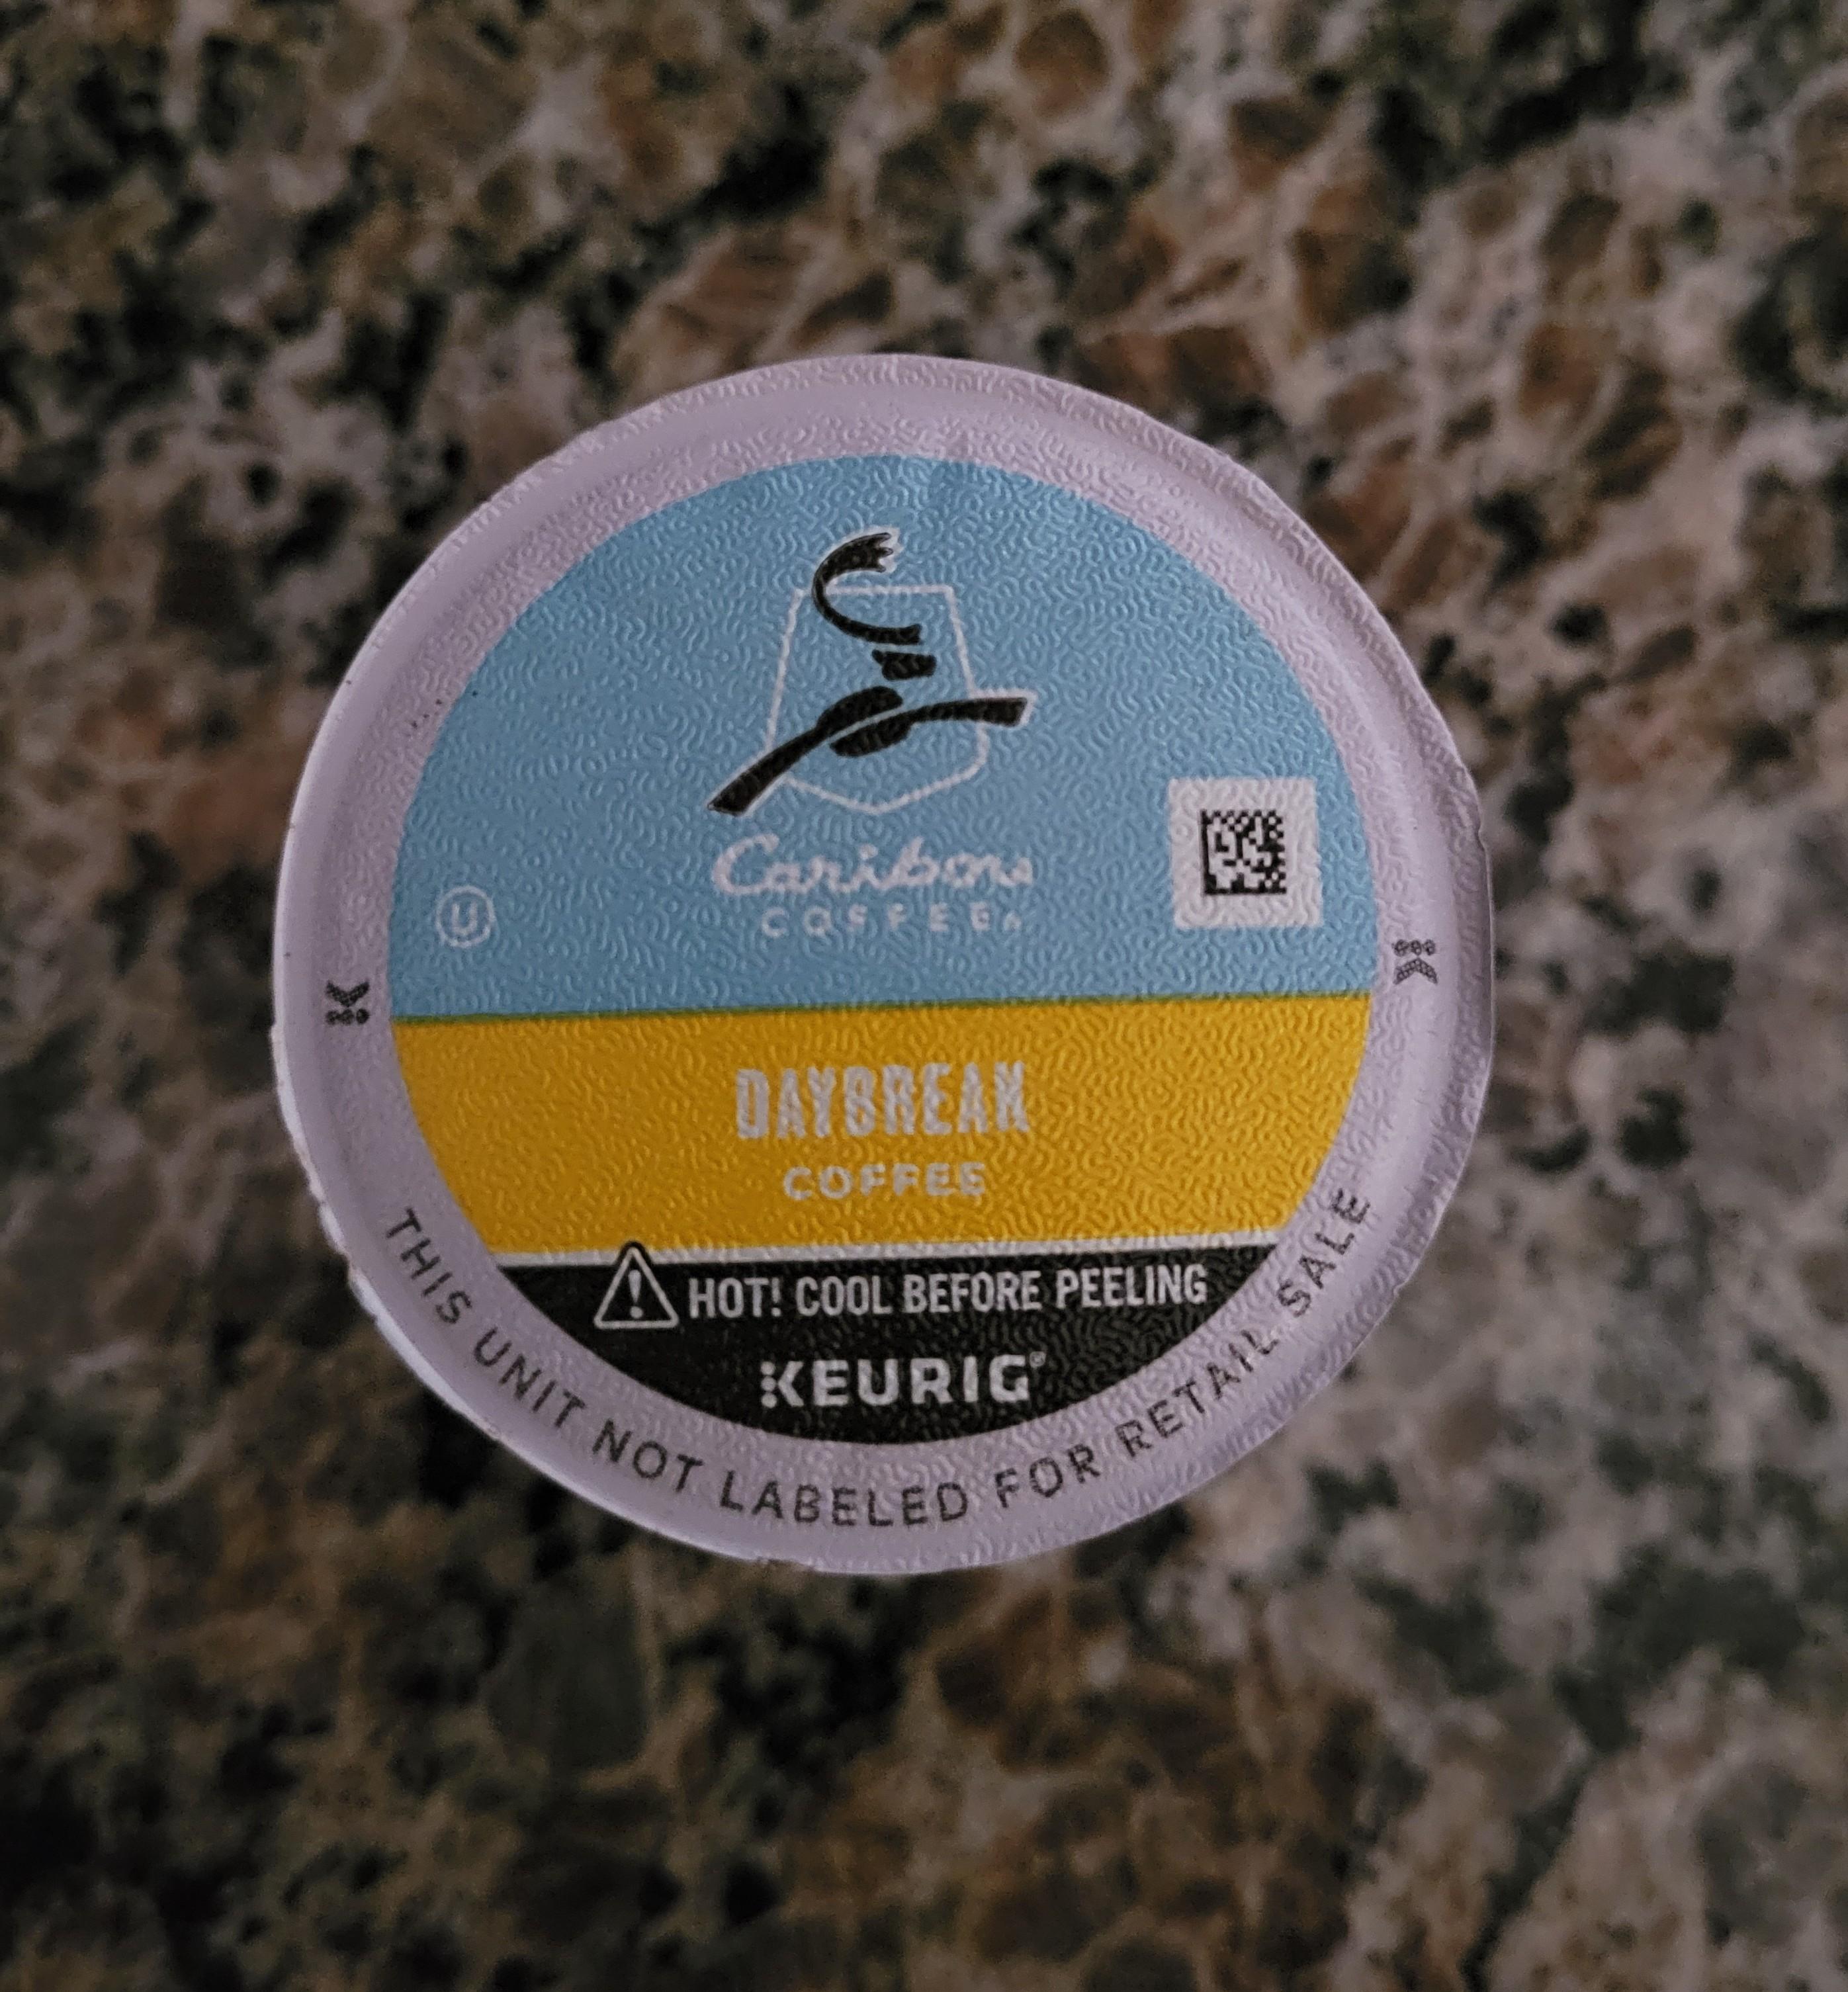 Caribou
COFFEE®
U
K
K
DAYBREAK
COFFEE
HOT! COOL BEFORE PEELING
KEURIG®
THIS UNIT NOT LABELED FOR RETAIL SALE